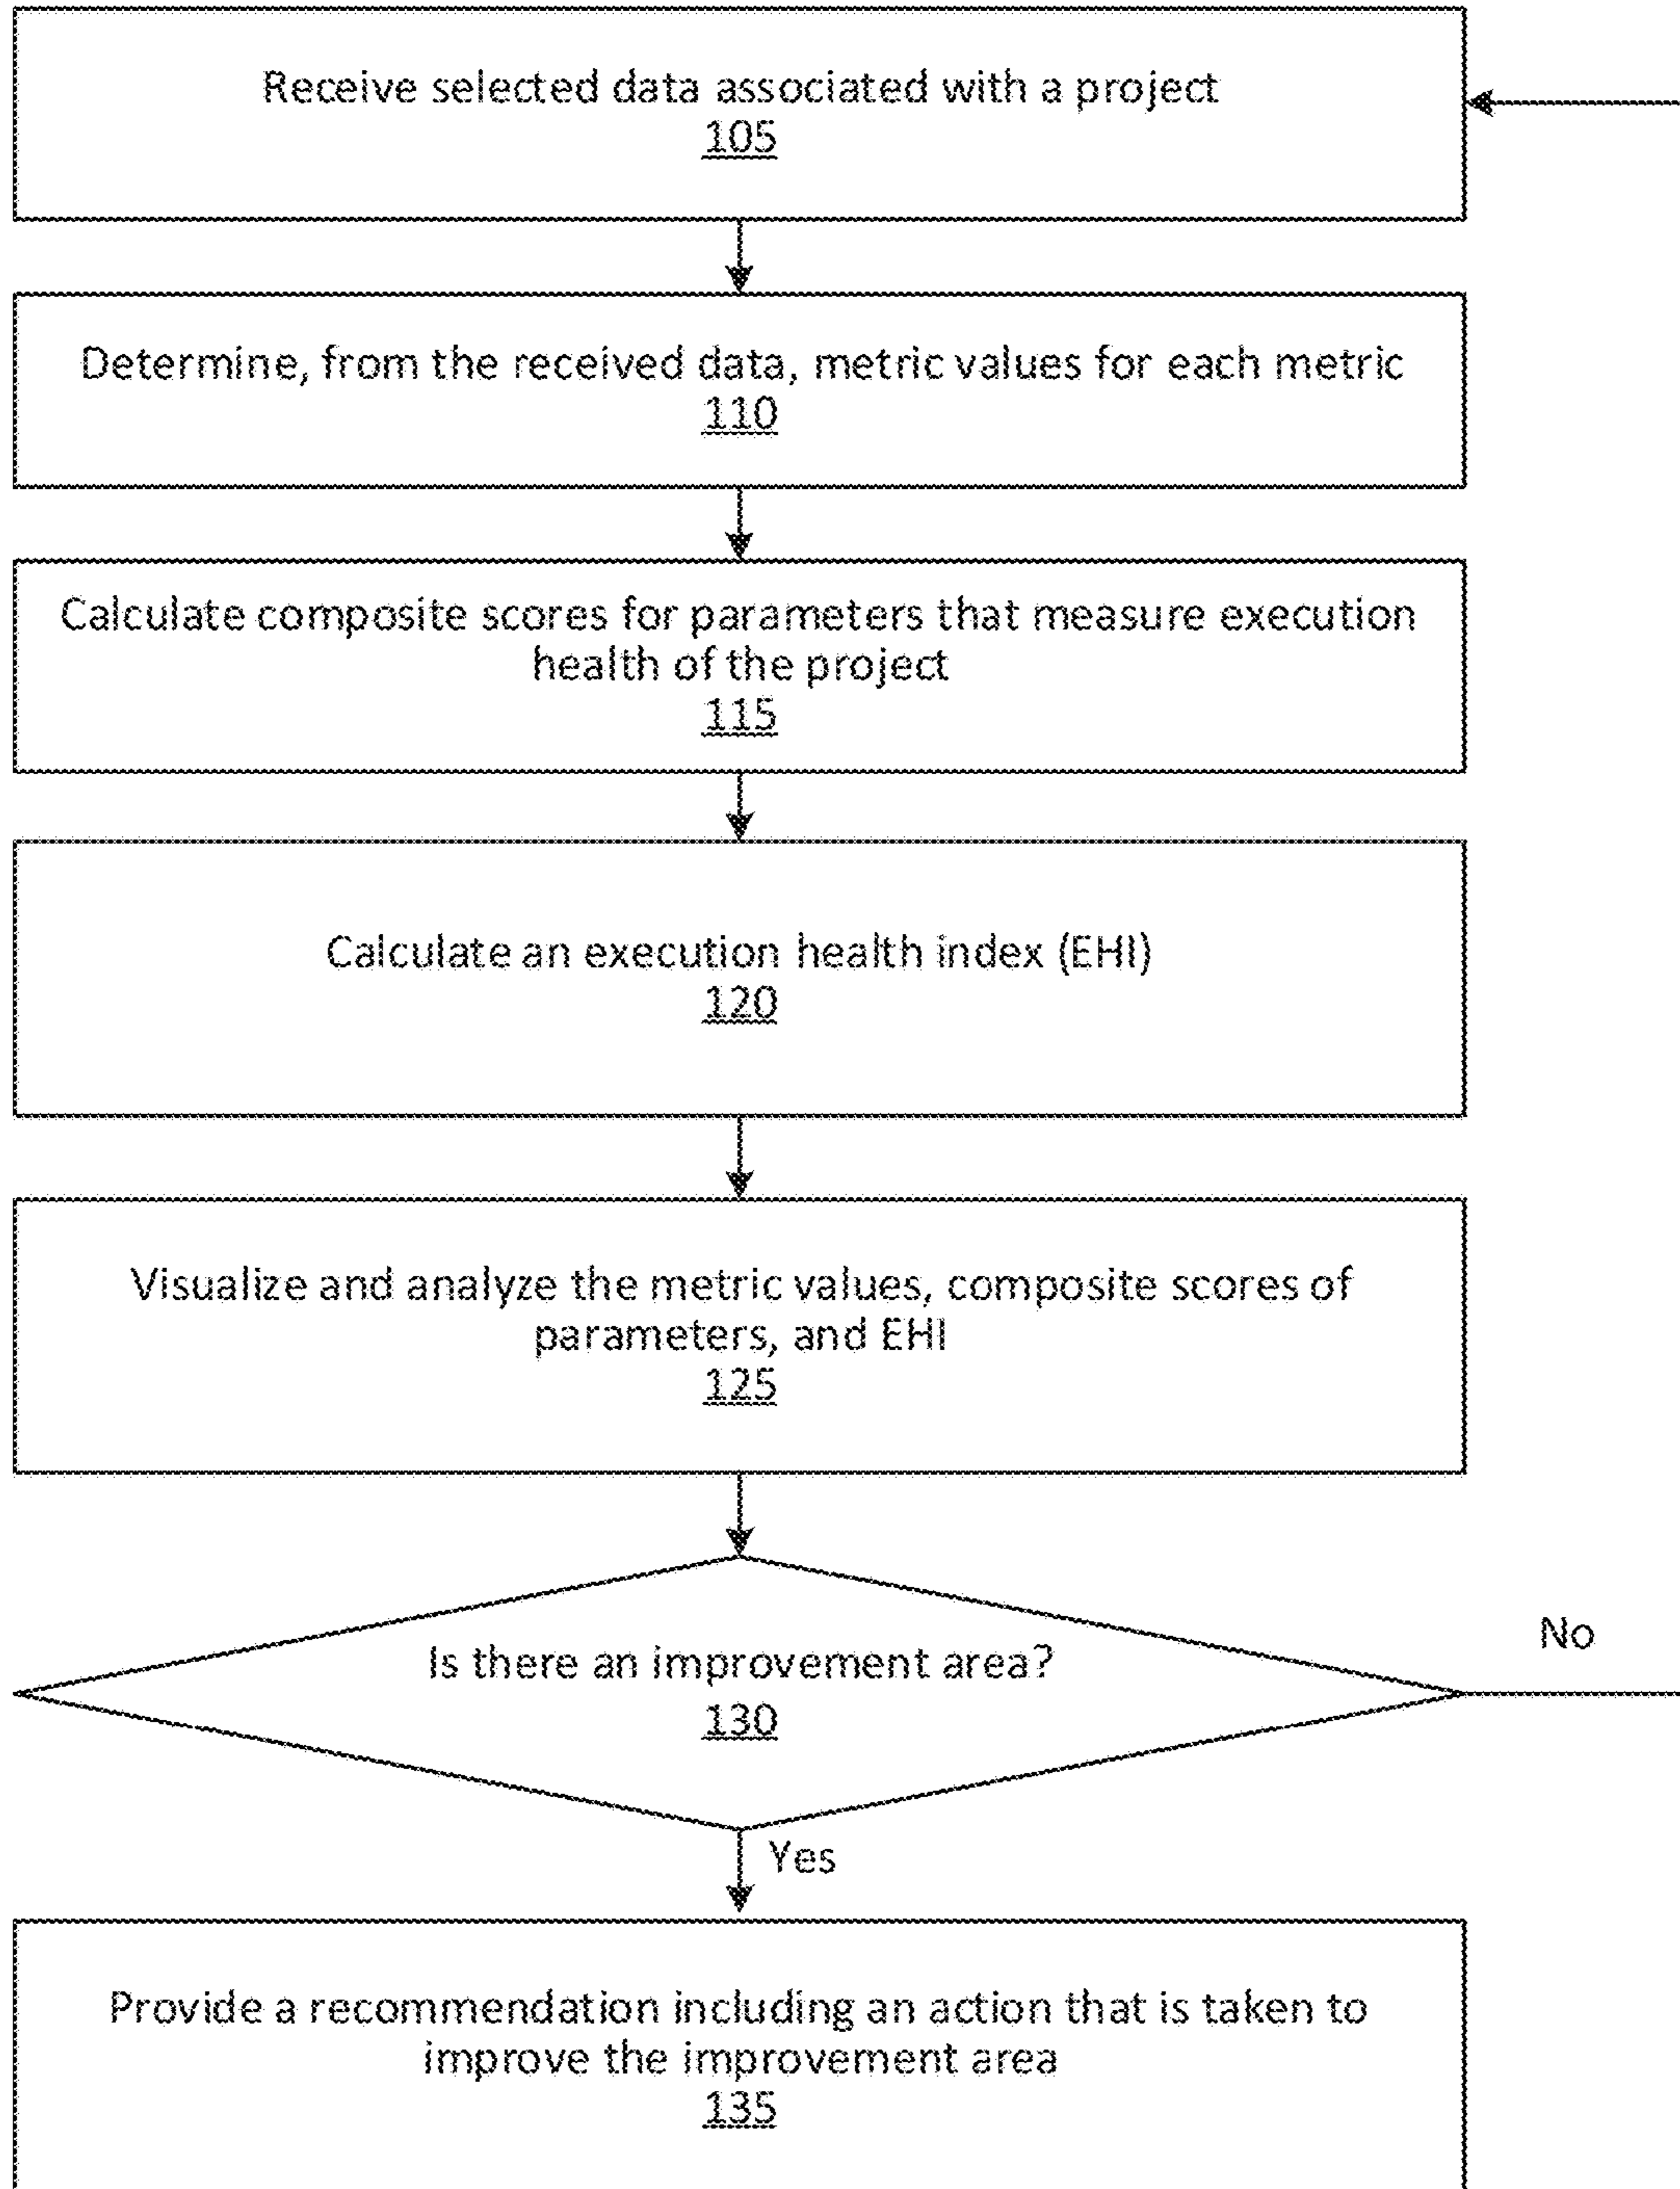 Receive selected data associated with a project
105
Determine, from the received data, metric values for each metric
110
Calculate composite scores for parameters that measure execution
health of the project
115
Calculate an execution health index (EHI)
120
Visualize and analyze the metric values, composite scores of
parameters, and EHI
125
Is there an improvement area?
130
No
Yes
Provide a recommendation including an action that is taken to
improve the improvement area
135